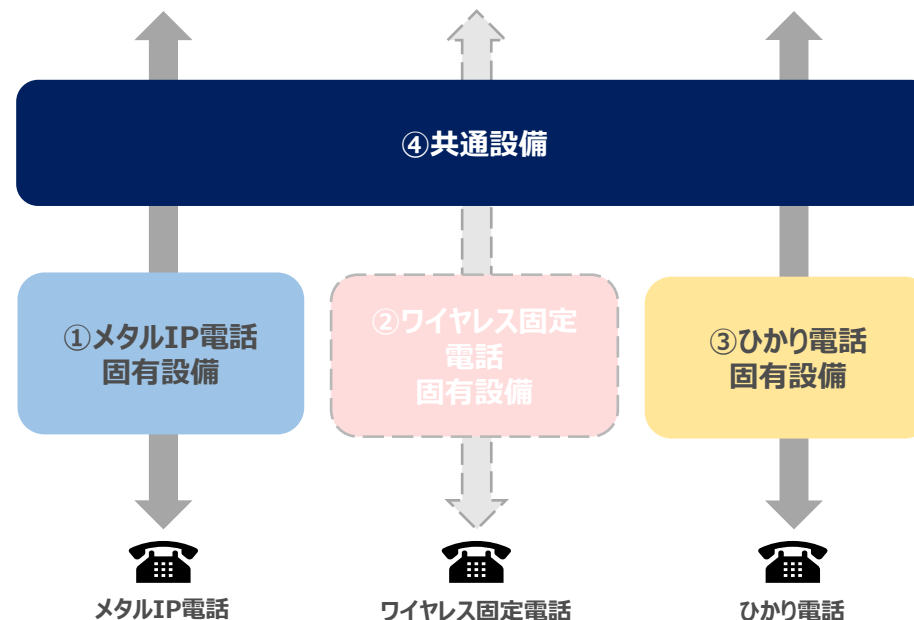 ④共通設備
①メタルIP電話
固有設備
②ワイヤレス固定
電話
固有設備
③ひかり電話
固有設備
メタルIP電話
ワイヤレス固定電話
ひかり電話